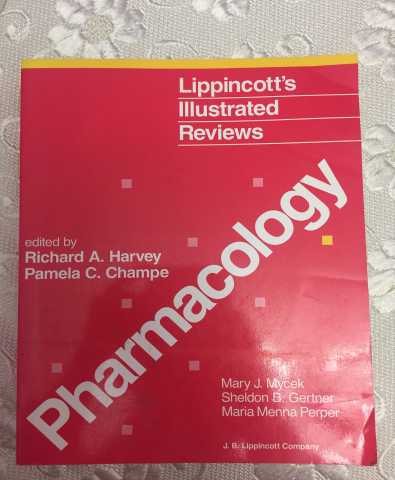 Lippincott's
Illustrated
Reviews
Pharmacology
edited by
Richard A. Harvey
Pamela C. Champe
Mary J. Mycek
Sheldon B. Gertner
Maria Menna Perper
J. B. Lippincott Company